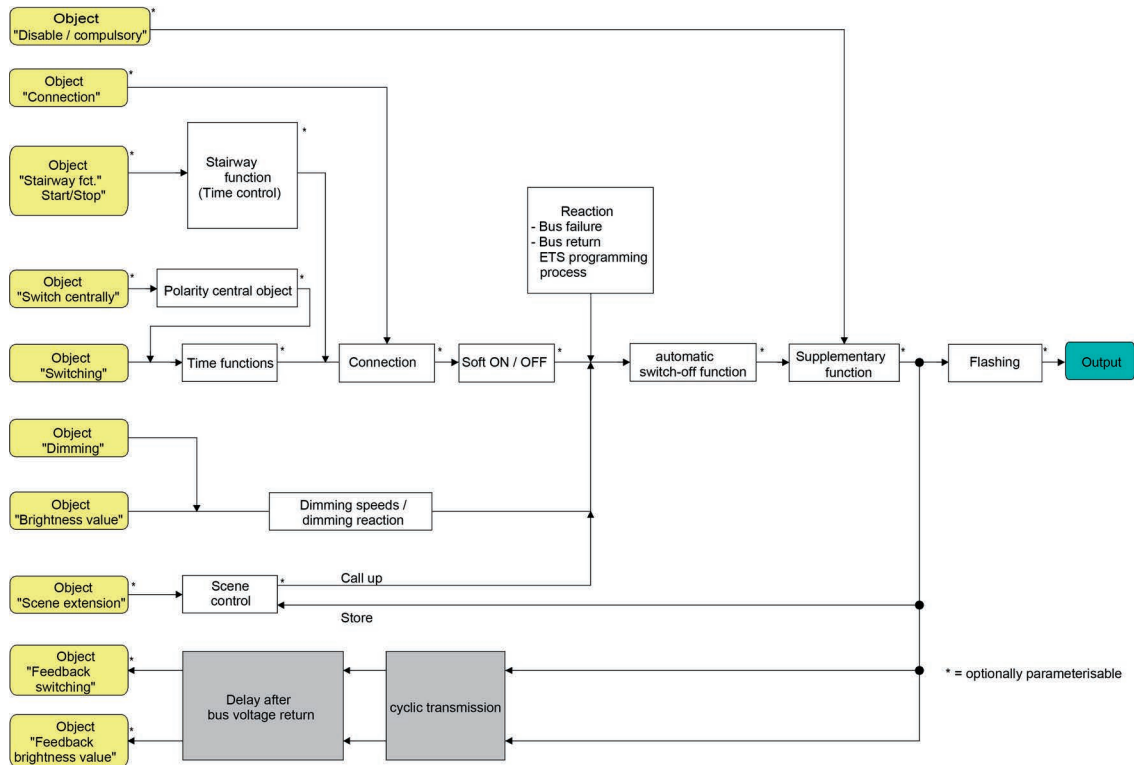 Object
"Disable / compulsory"
*
Object
"Connection"
*
Object
"Stairway fct."
Start/Stop"
*
Stairway
function
(Time control)
*
Reaction
- Bus failure
- Bus return
ETS programming
process
Object
"Switch centrally"
*
Polarity central object
*
Object
"Switching"
*
Time functions
*
Connection
*
Soft ON / OFF
*
automatic
switch-off function
*
Supplementary
function
*
Flashing
*
Output
Object
"Dimming"
Object
"Brightness value"
Dimming speeds /
dimming reaction
Object
"Scene extension"
*
Scene
control
*
Call up
Store
Object
"Feedback
switching"
*
Object
"Feedback
brightness value"
*
Delay after
bus voltage return
cyclic transmission
* = optionally parameterisable